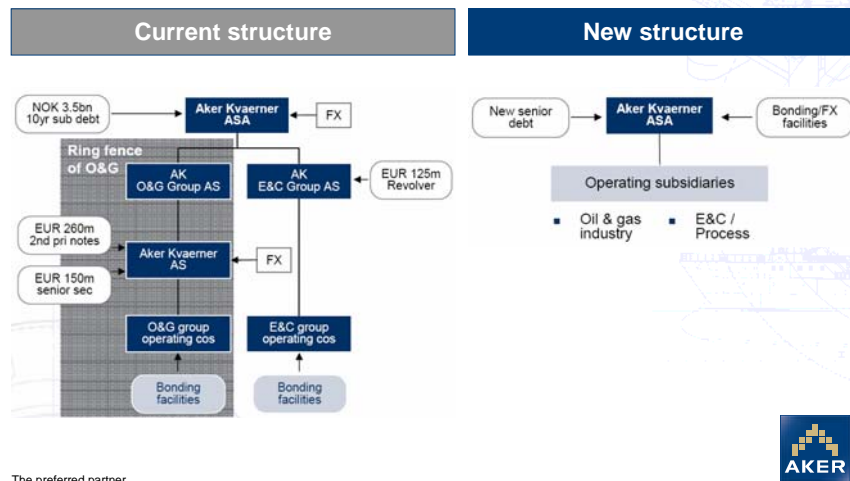 Current structure
New structure
NOK 3.5bn
10yr sub debt
Aker Kvaerner
ASA
FX
Ring fence
of O&G
AK
O&G Group AS
AK
E&C Group AS
EUR 125m
Revolver
EUR 260m
2nd pri notes
Aker Kvaerner
AS
FX
EUR 150m
senior sec
O&G group
operating cos
E&C group
operating cos
Bonding
facilities
Bonding
facilities
New senior
debt
Aker Kvaerner
ASA
Bonding/FX
facilities
Operating subsidiaries
▪ Oil & gas
industry
▪ E&C /
Process
AKER
The preferred partner